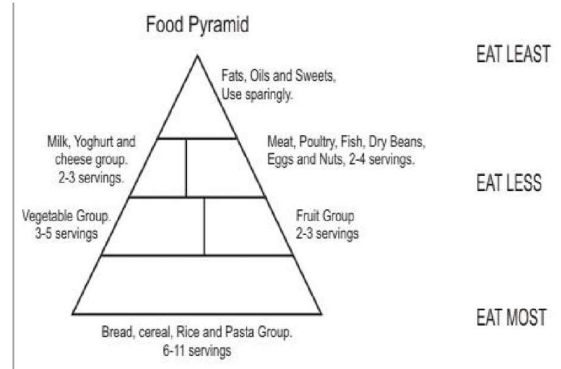 Food Pyramid
EAT LEAST
Fats, Oils and Sweets,
Use sparingly.
Milk, Yoghurt and
cheese group.
2-3 servings.
Meat, Poultry, Fish, Dry Beans,
Eggs and Nuts, 2-4 servings.
EAT LESS
Vegetable Group.
3-5 servings
Fruit Group
2-3 servings
EAT MOST
Bread, cereal, Rice and Pasta Group.
6-11 servings